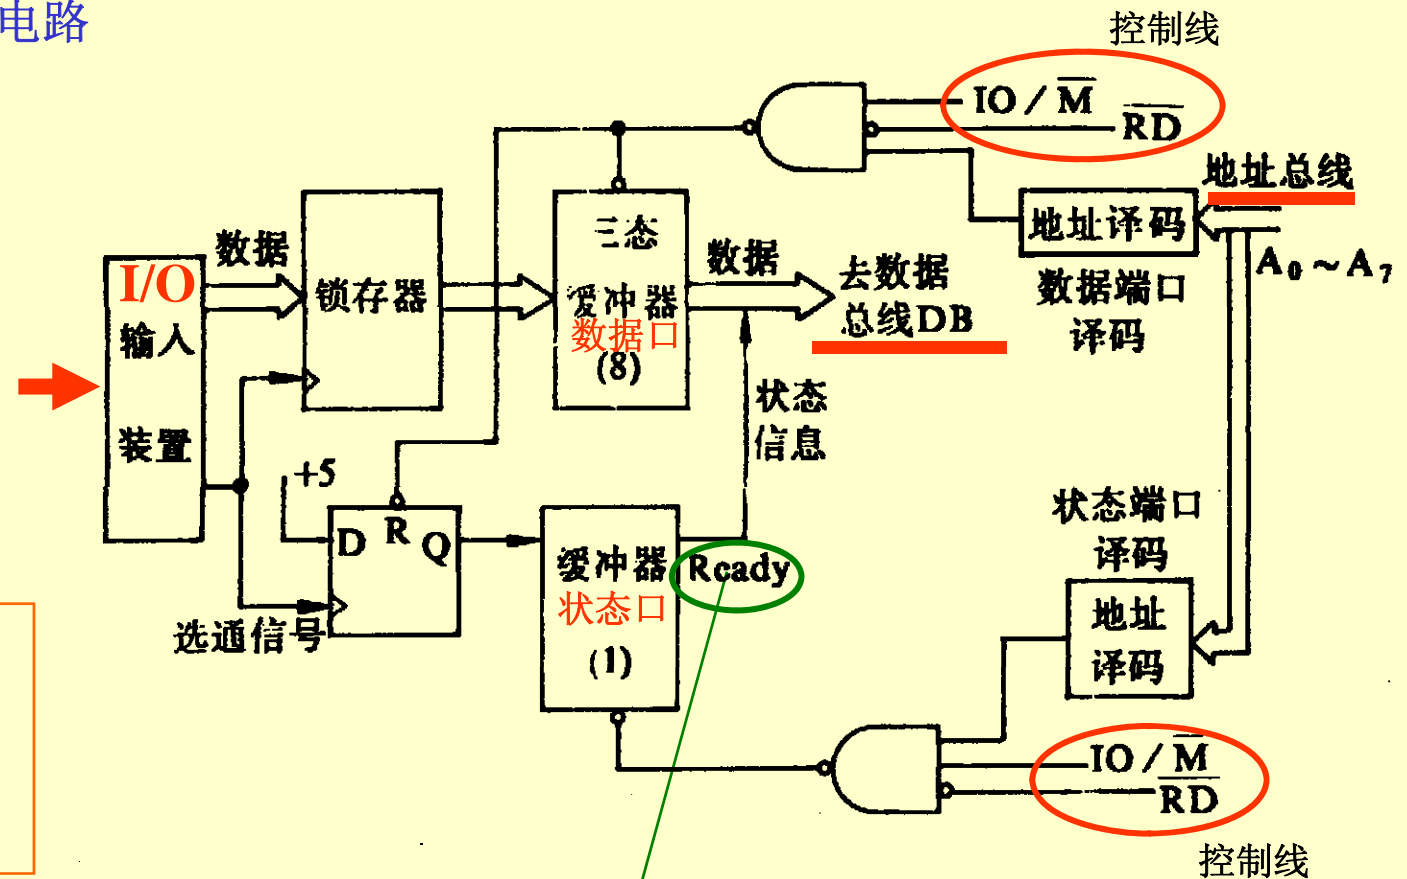 电路
控制线
IO / M
RD
地址总线
地址译码
A0 ~ A7
数据端口
译码
数据
I/O
输入
装置
锁存器
三态
缓冲器
数据口
(8)
数据
去数据
总线DB
状态
信息
+5
D
R
Q
选通信号
缓冲器
状态口
(1)
Ready
状态端口
译码
地址
译码
IO / M
RD
控制线